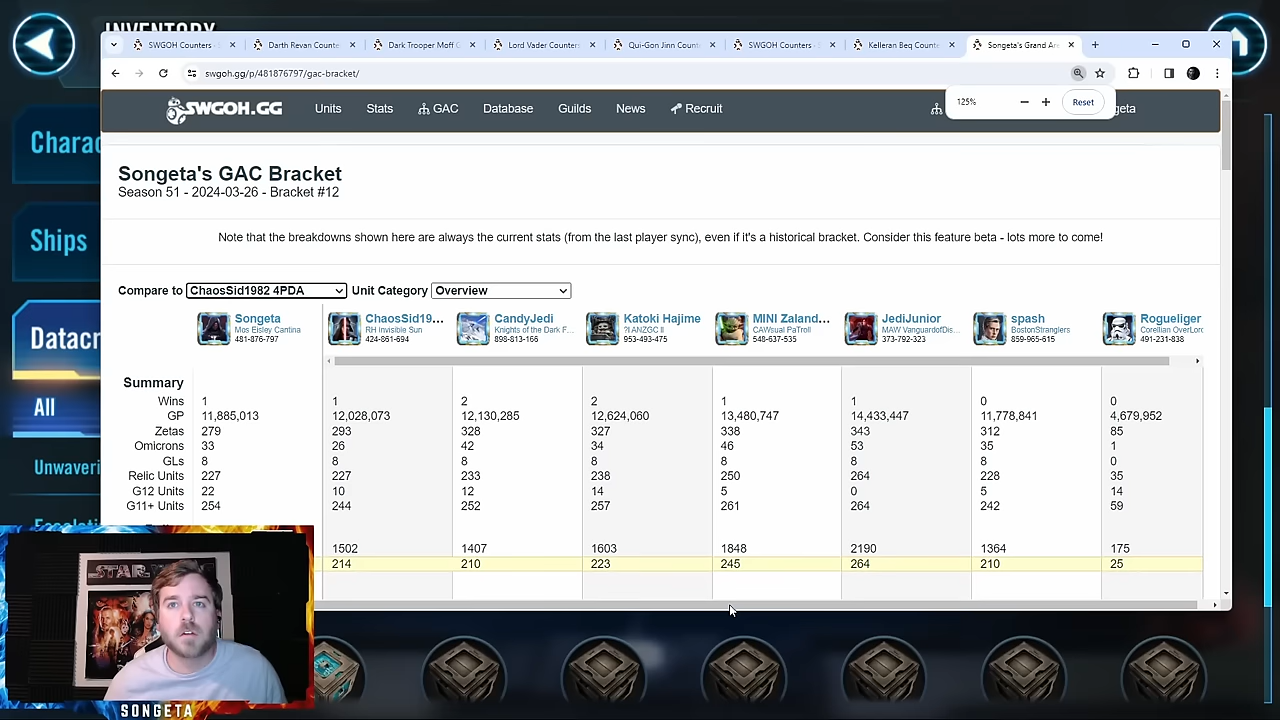 INVENTORY
SWGOH Counters
Darth Revan Counte
Dark Trooper Moff
Lord Vader Counters
Qui-Gon Jinn Count
SWGOH Counters
Kelleran Beq Counte
Songeta's Grand Are
swgoh.gg/p/481876797/gac-bracket/
125%
Reset
SWGOH.GG
Units
Stats
GAC
Database
Guilds
News
Recruit
geta
Songeta's GAC Bracket
Season 51 - 2024-03-26 - Bracket #12
Note that the breakdowns shown here are always the current stats (from the last player sync), even if it's a historical bracket. Consider this feature beta - lots more to come!
Compare to ChaosSid1982 4PDA Unit Category Overview
Songeta ChaosSid19... CandyJedi Katoki Hajime MINI Zaland... JediJunior spash Rogueliger
Mos Eisley Cantina RH Invisible Sun Knights of the Dark F... ?I ANZGC II CAWsual PaTroll MAW VanguardofDis... BostonStranglers Corellian OverLorc
481-876-797 424-861-694 898-813-166 953-493-475 548-637-535 373-792-323 859-965-615 491-231-838
Summary
Wins 1 1 2 2 1 1 0 0
GP 11,885,013 12,028,073 12,130,285 12,624,060 13,480,747 14,433,447 11,778,841 4,679,952
Zetas 279 293 328 327 338 343 312 85
Omicrons 33 26 42 34 46 53 35 1
GLs 8 8 8 8 8 8 8 0
Relic Units 227 227 233 238 250 264 228 35
G12 Units 22 10 12 14 5 0 5 14
G11+ Units 254 244 252 257 261 264 242 59
1502 1407 1603 1848 2190 1364 175
214 210 223 245 264 210 25
Charac
Ships
Datacr
All
Unwaveri
STAR W
SONGETA